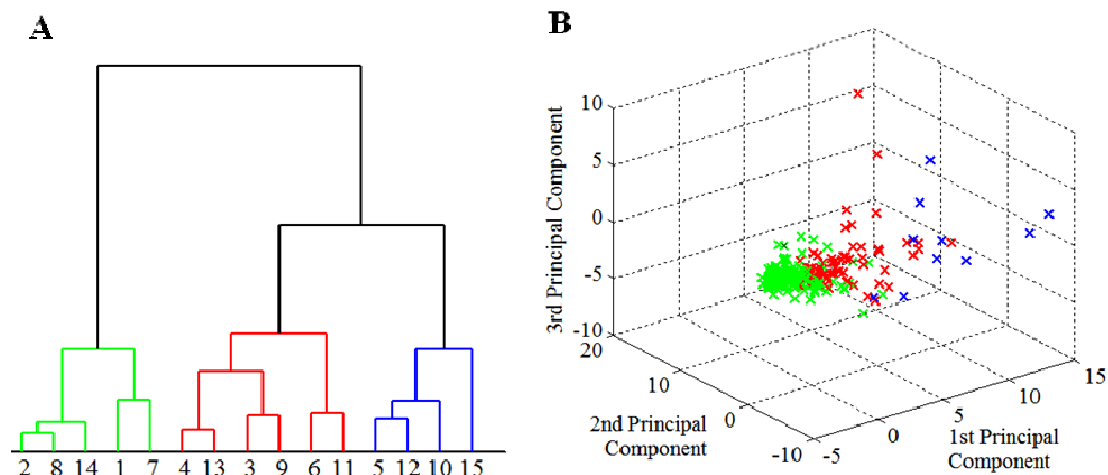 A
2 8 14 1 7 4 13 3 9 6 11 5 12 10 15
B
10
5
0
-5
-10
3rd Principal Component
20
10
0
-10
2nd Principal
Component
-5
0
5
10
15
1st Principal
Component